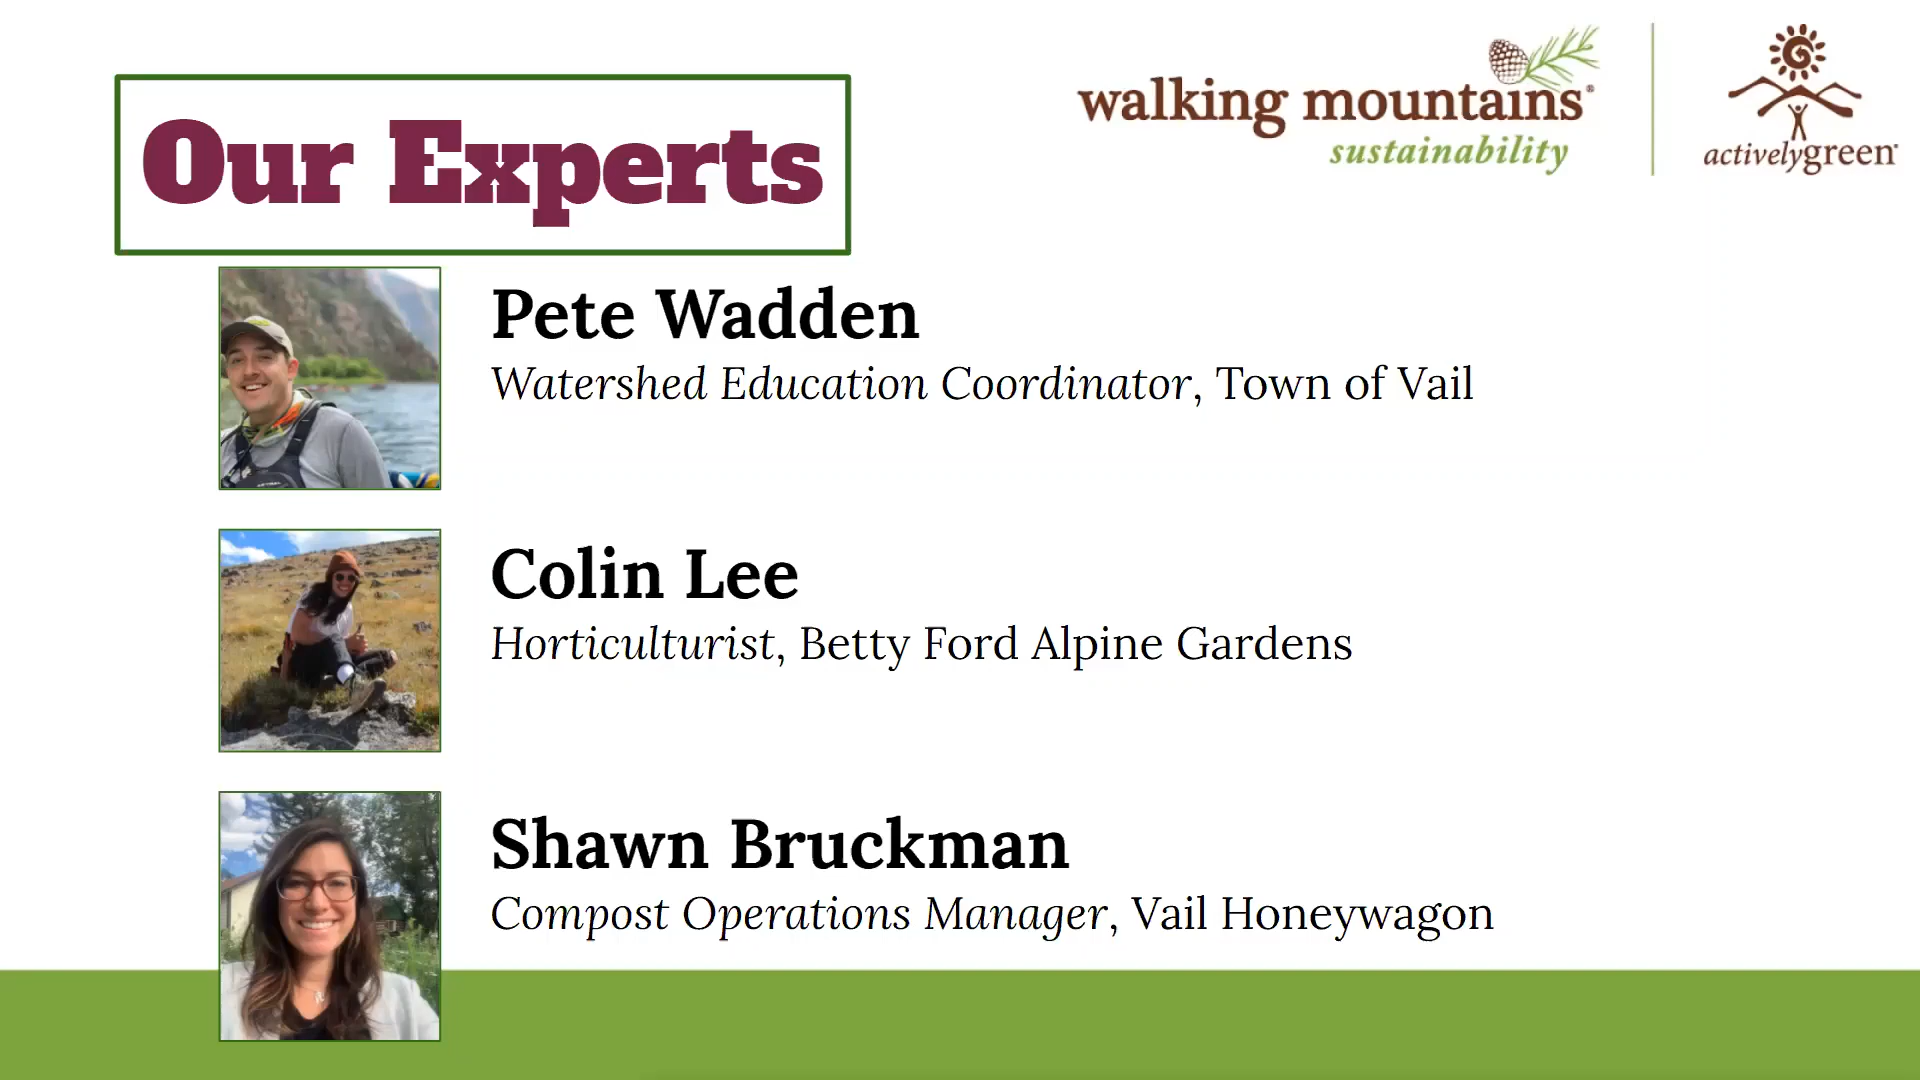 Our Experts
walking mountains®
sustainability
activelygreen®
Pete Wadden
Watershed Education Coordinator, Town of Vail
Colin Lee
Horticulturist, Betty Ford Alpine Gardens
Shawn Bruckman
Compost Operations Manager, Vail Honeywagon